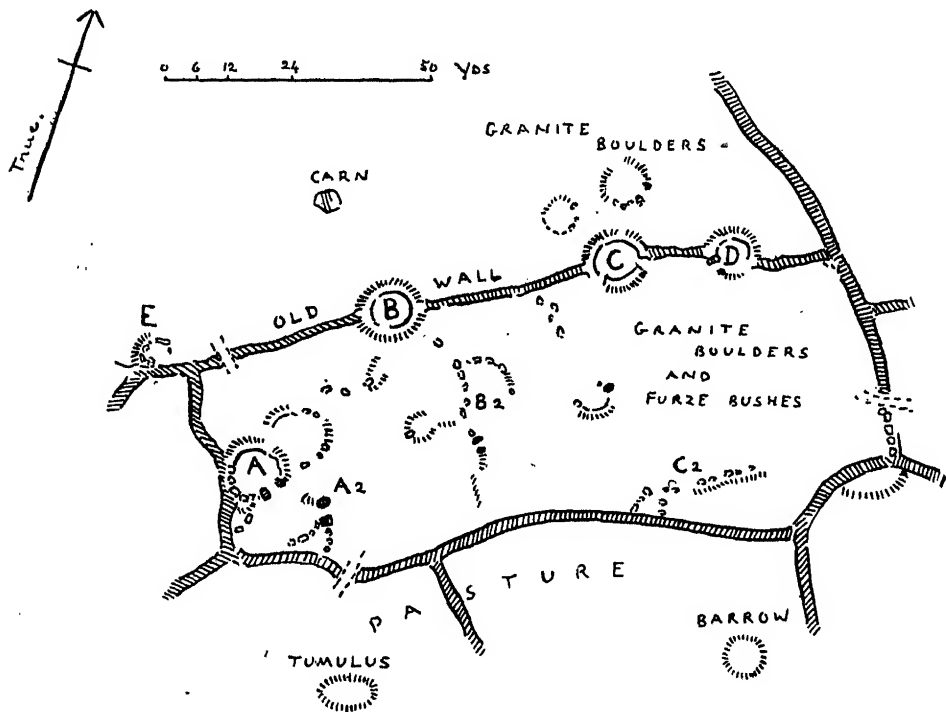 True.
0 6 12 24 50 YDS
GRANITE
BOULDERS
CARN
C
D
WALL
B
OLD
E
GRANITE
BOULDERS
AND
FURZE BUSHES
B2
A
A2
C2
PASTURE
BARROW
TUMULUS